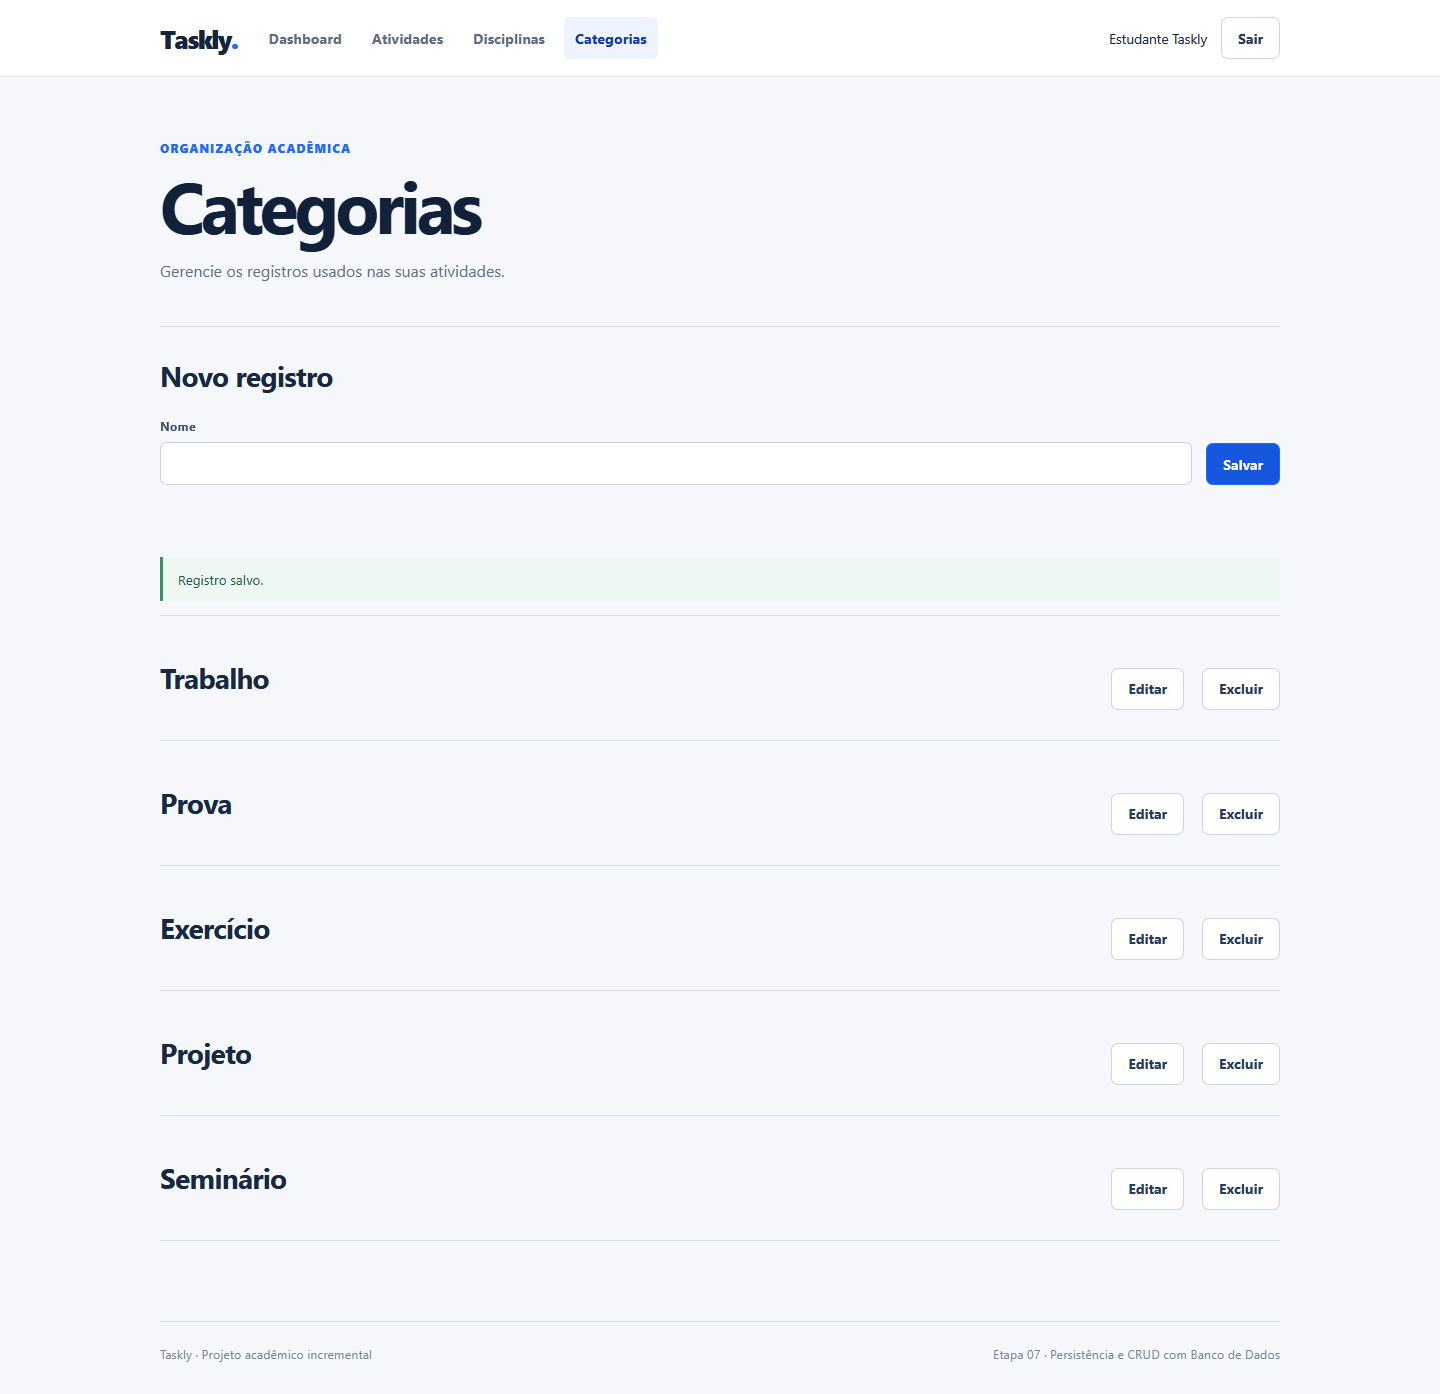 Taskly. Dashboard Atividades Disciplinas Categorias Estudante Taskly Sair
ORGANIZAÇÃO ACADÊMICA
Categorias
Gerencie os registros usados nas suas atividades.
Novo registro
Nome
Salvar
Registro salvo.
Trabalho Editar Excluir
Prova Editar Excluir
Exercício Editar Excluir
Projeto Editar Excluir
Seminário Editar Excluir
Taskly · Projeto acadêmico incremental Etapa 07 · Persistência e CRUD com Banco de Dados